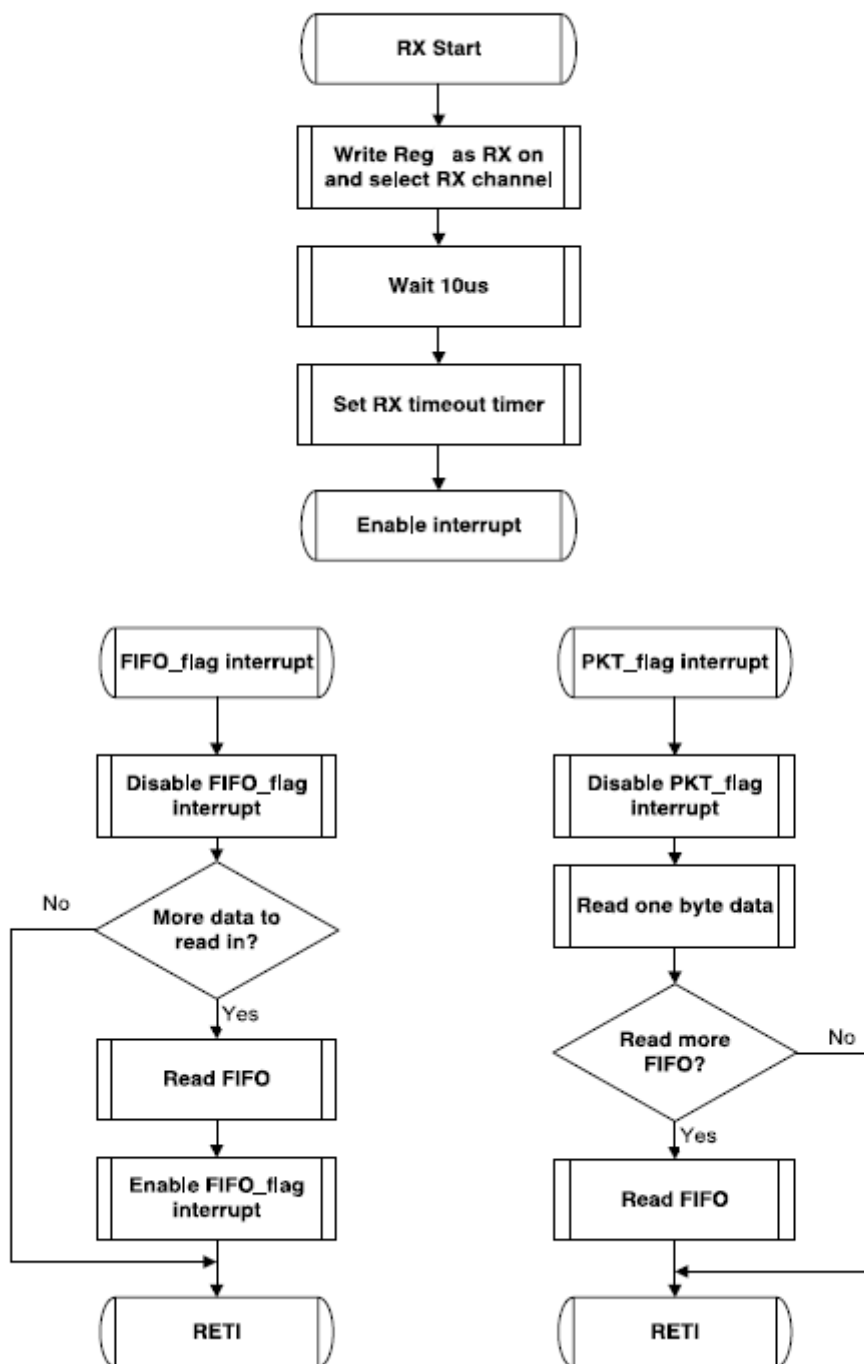 RX Start
Write Reg as RX on
and select RX channel
Wait 10us
Set RX timeout timer
Enable interrupt
FIFO_flag interrupt
Disable FIFO_flag
interrupt
No
More data to
read in?
Yes
Read FIFO
Enable FIFO_flag
interrupt
RETI
PKT_flag interrupt
Disable PKT_flag
interrupt
Read one byte data
Read more
FIFO?
No
Yes
Read FIFO
RETI